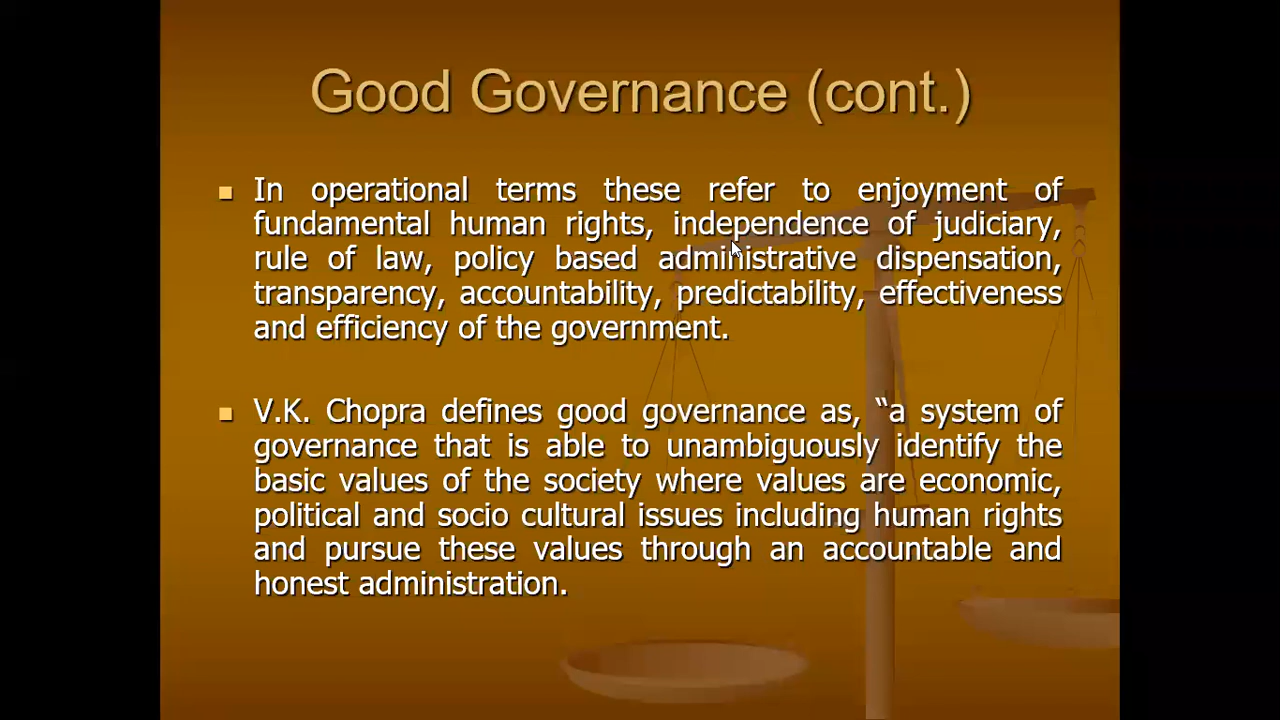 Good Governance (cont.)
In operational terms these refer to enjoyment of
fundamental human rights, independence of judiciary,
rule of law, policy based administrative dispensation,
transparency, accountability, predictability, effectiveness
and efficiency of the government.
V.K. Chopra defines good governance as, “a system of
governance that is able to unambiguously identify the
basic values of the society where values are economic,
political and socio cultural issues including human rights
and pursue these values through an accountable and
honest administration.